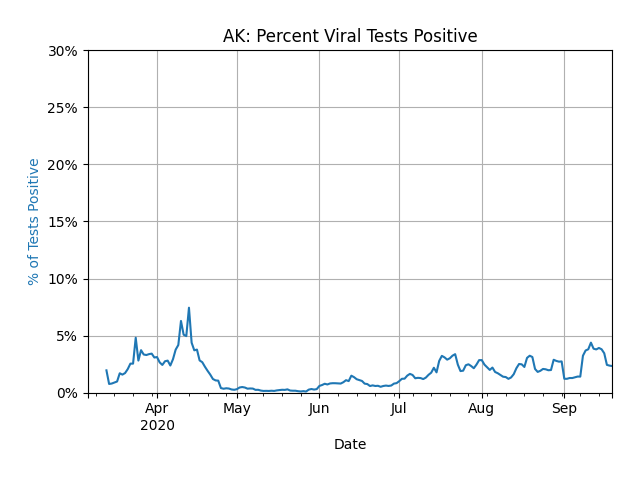 AK: Percent Viral Tests Positive
30%
25%
20%
15%
10%
5%
0%
% of Tests Positive
Apr May Jun Jul Aug Sep
2020
Date